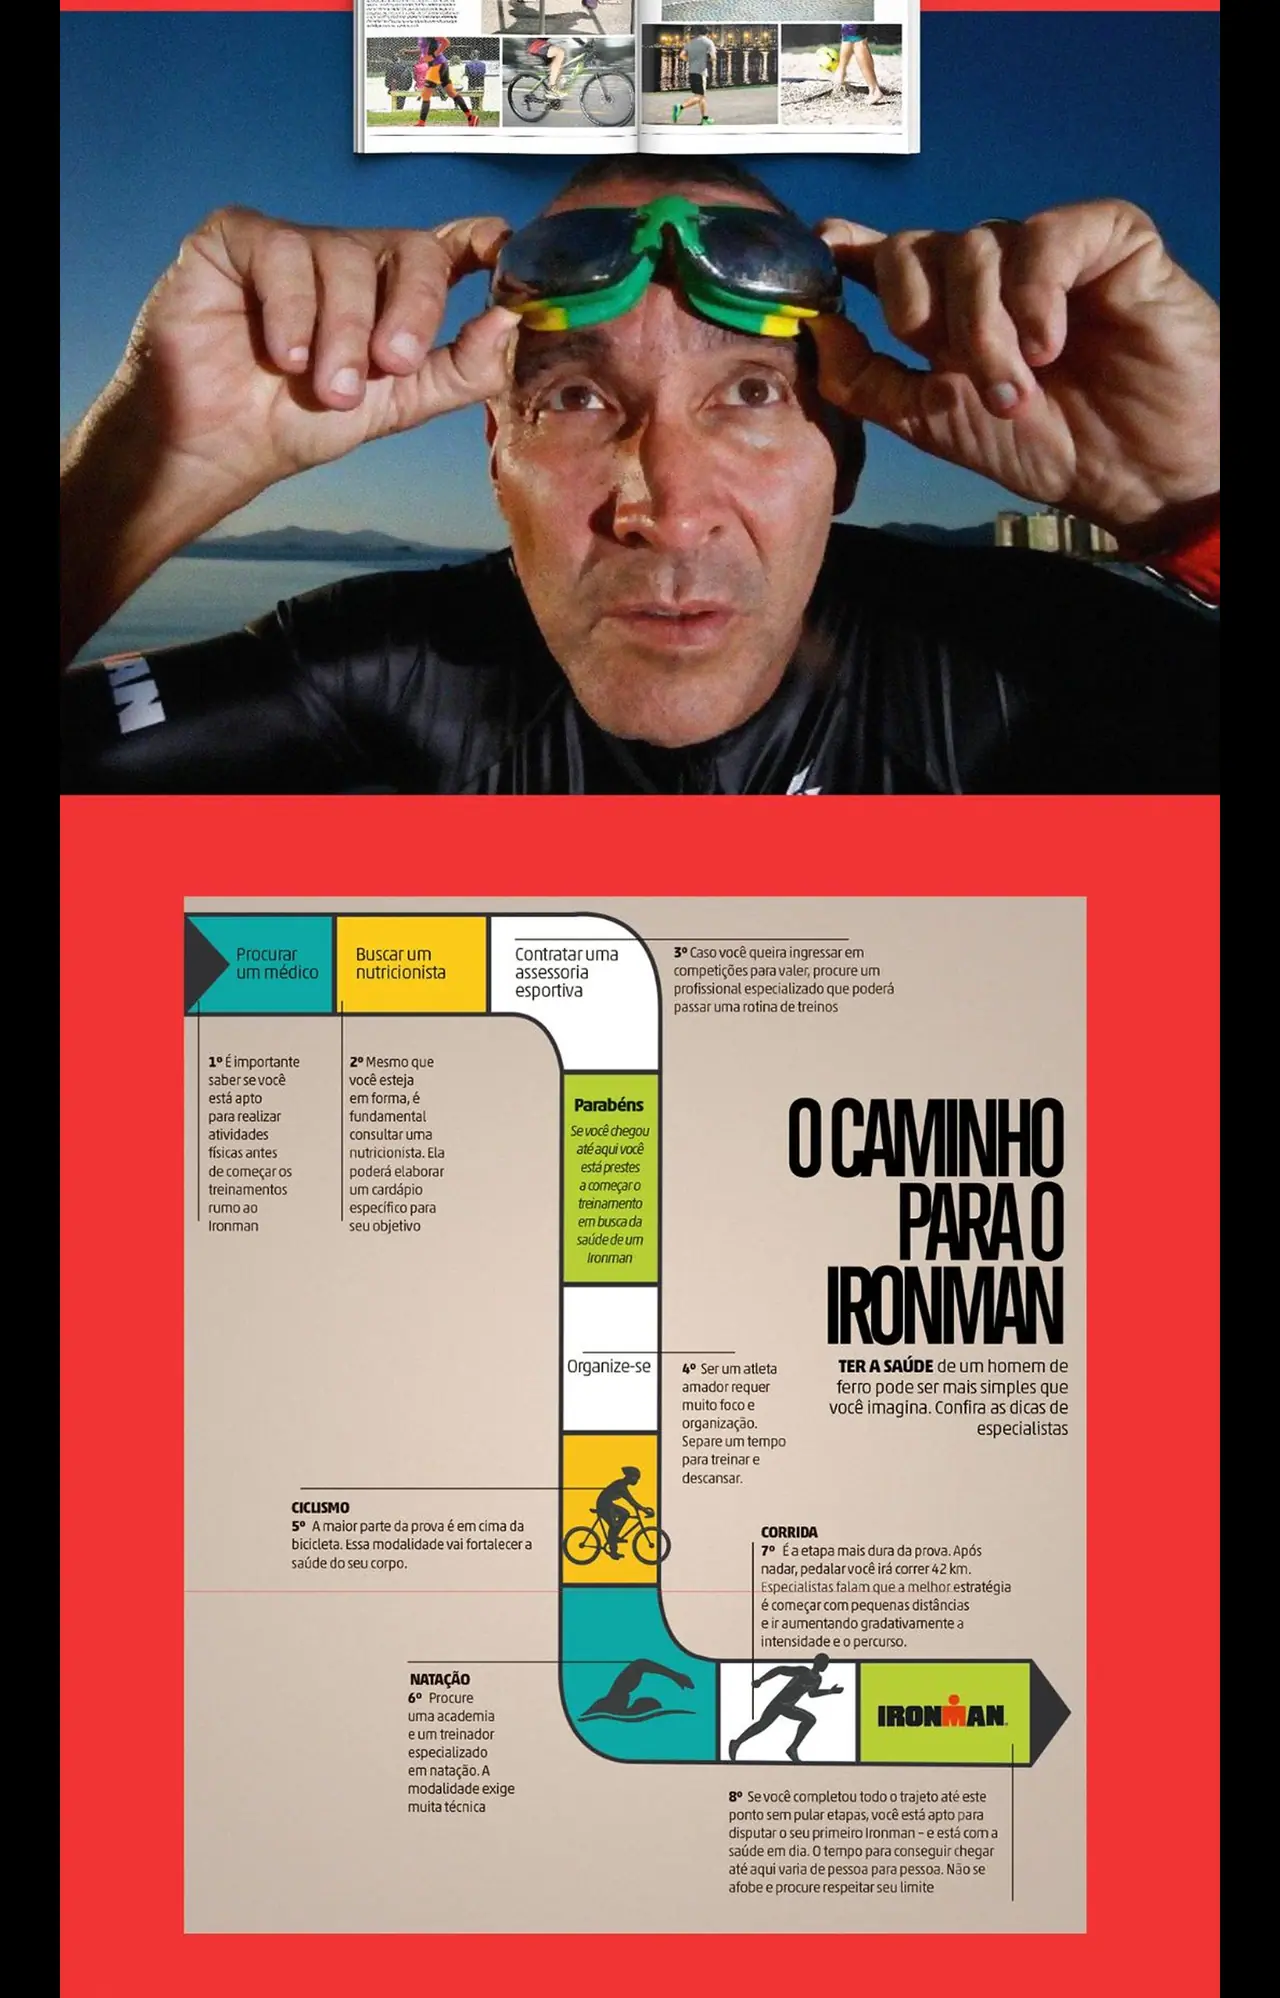 MAN
Procurar
um médico
Buscar um
nutricionista
Contratar uma
assessoria
esportiva
3º Caso você queira ingressar em
competições para valer, procure um
profissional especializado que poderá
passar uma rotina de treinos
1º É importante
saber se você
está apto
para realizar
atividades
físicas antes
de começar os
treinamentos
rumo ao
Ironman
2º Mesmo que
você esteja
em forma, é
fundamental
consultar uma
nutricionista. Ela
poderá elaborar
um cardápio
específico para
seu objetivo
Parabéns
Se você chegou
até aqui você
está prestes
a começar o
treinamento
em busca da
saúde de um
Ironman
O CAMINHO
PARA O
IRONMAN
TER A SAÚDE de um homem de
ferro pode ser mais simples que
você imagina. Confira as dicas de
especialistas
Organize-se
4º Ser um atleta
amador requer
muito foco e
organização.
Separe um tempo
para treinar e
descansar.
CICLISMO
5º A maior parte da prova é em cima da
bicicleta. Essa modalidade vai fortalecer a
saúde do seu corpo.
CORRIDA
7º É a etapa mais dura da prova. Após
nadar, pedalar você irá correr 42 km.
Especialistas falam que a melhor estratégia
é começar com pequenas distâncias
e ir aumentando gradativamente a
intensidade e o percurso.
NATAÇÃO
6º Procure
uma academia
e um treinador
especializado
em natação. A
modalidade exige
muita técnica
IRONMAN
8º Se você completou todo o trajeto até este
ponto sem pular etapas, você está apto para
disputar o seu primeiro Ironman – e está com a
saúde em dia. O tempo para conseguir chegar
até aqui varia de pessoa para pessoa. Não se
afobe e procure respeitar seu limite